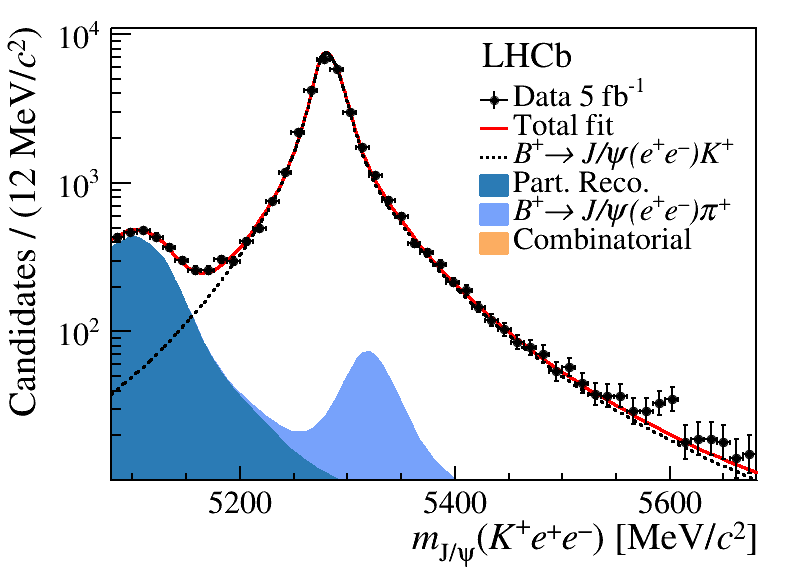 Candidates / (12 MeV/c²)
10⁴
10³
10²
LHCb
Data 5 fb⁻¹
Total fit
B⁺→ J/ψ(e⁺e⁻)K⁺
Part. Reco.
B⁺→ J/ψ(e⁺e⁻)π⁺
Combinatorial
5200 5400 5600
m_J/ψ(K⁺e⁺e⁻) [MeV/c²]